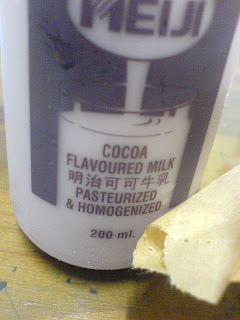 MEIJI
COCOA
FLAVOURED MILK
明治可可牛乳
PASTEURIZED
& HOMOGENIZED
200 ml.